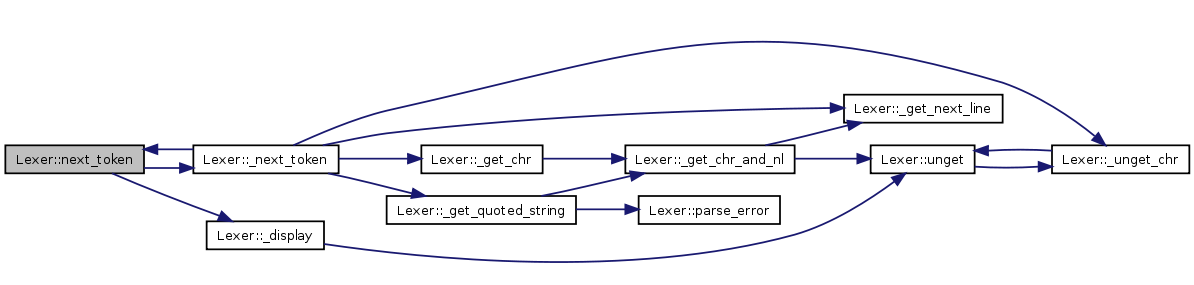 Lexer::next_token
Lexer::_next_token
Lexer::_display
Lexer::_get_chr
Lexer::_get_quoted_string
Lexer::_get_chr_and_nl
Lexer::parse_error
Lexer::_get_next_line
Lexer::unget
Lexer::_unget_chr